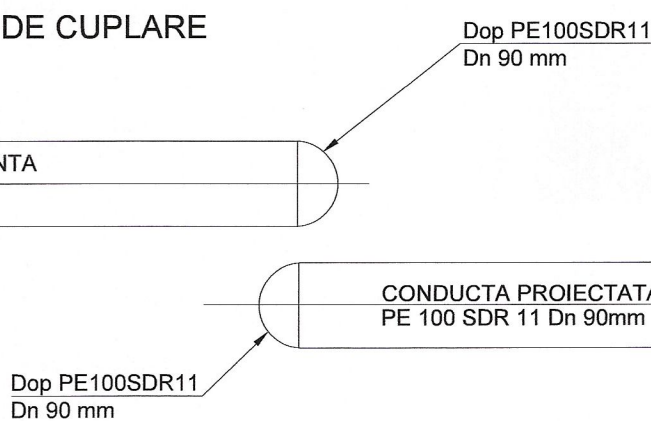 DE CUPLARE
Dop PE100SDR11
Dn 90 mm
NTA
CONDUCTA PROIECTATA
PE 100 SDR 11 Dn 90mm
Dop PE100SDR11
Dn 90 mm